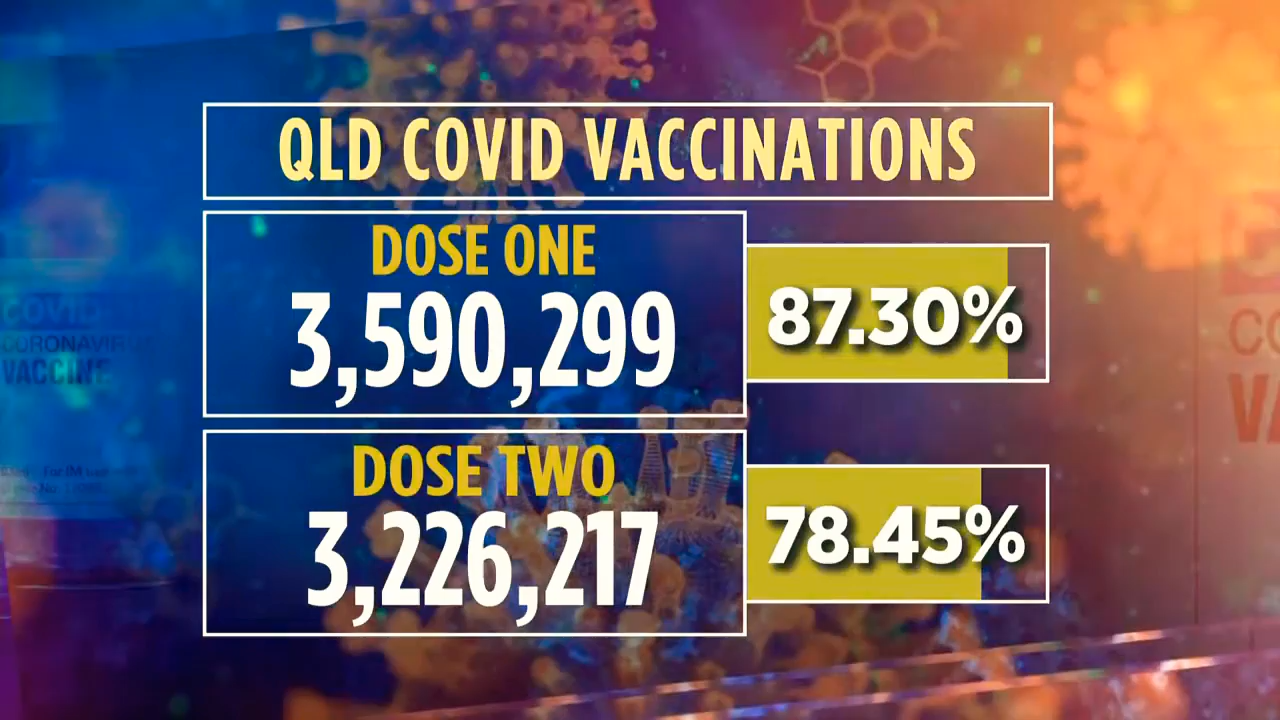 QLD COVID VACCINATIONS
DOSE ONE
3,590,299
87.30%
DOSE TWO
3,226,217
78.45%
COVID
CORONAVIRUS
VACCINE
CO
VA